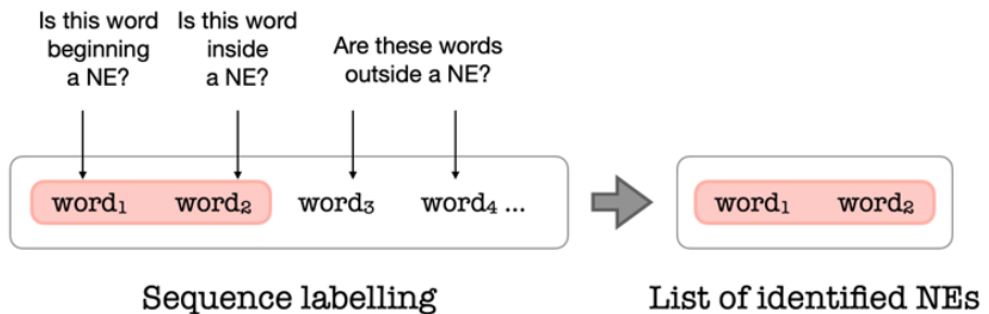 Is this word
beginning
a NE?
Is this word
inside
a NE?
Are these words
outside a NE?
word₁ word₂ word₃ word₄ ...
word₁ word₂
Sequence labelling
List of identified NEs